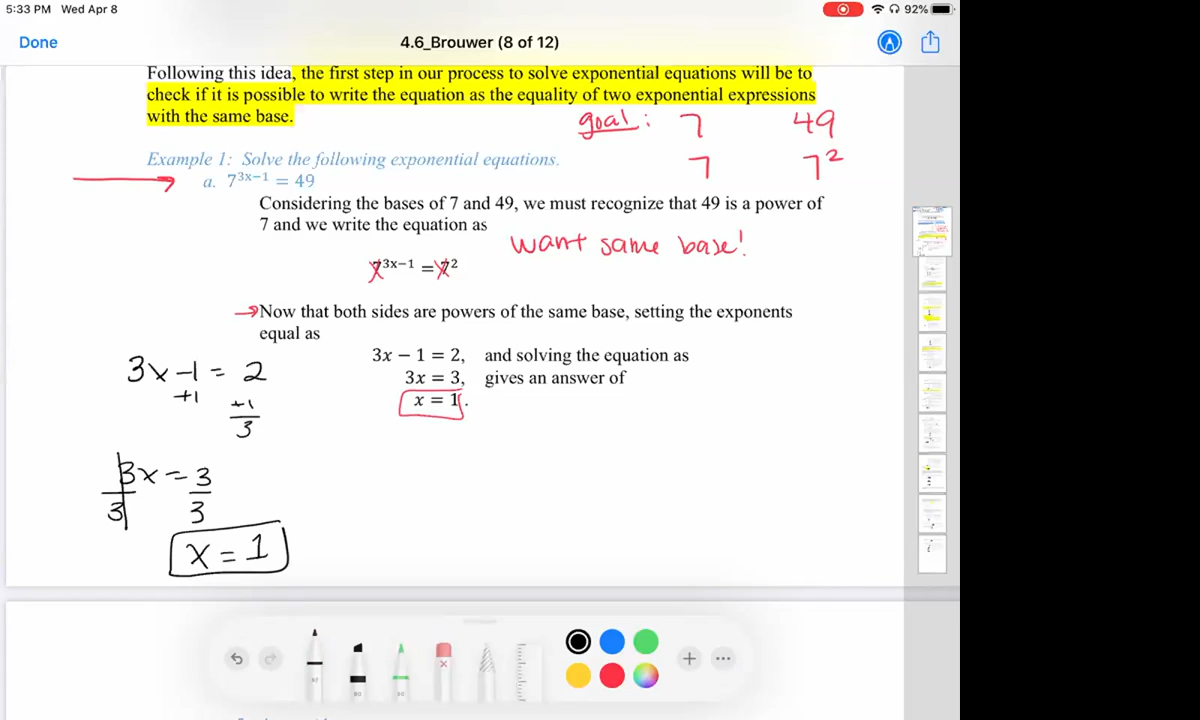 5:33 PM Wed Apr 8
92%
Done
4.6_Brouwer (8 of 12)
Following this idea, the first step in our process to solve exponential equations will be to
check if it is possible to write the equation as the equality of two exponential expressions
with the same base.
goal: 7 49
7 7²
Example 1: Solve the following exponential equations.
a. 7³ˣ⁻¹ = 49
Considering the bases of 7 and 49, we must recognize that 49 is a power of
7 and we write the equation as
want same base!
7³ˣ⁻¹ = 7²
→Now that both sides are powers of the same base, setting the exponents
equal as
3x − 1 = 2, and solving the equation as
3x = 3, gives an answer of
x = 1.
3x -1 = 2
+1 +1
3
3x = 3
3 3
x = 1